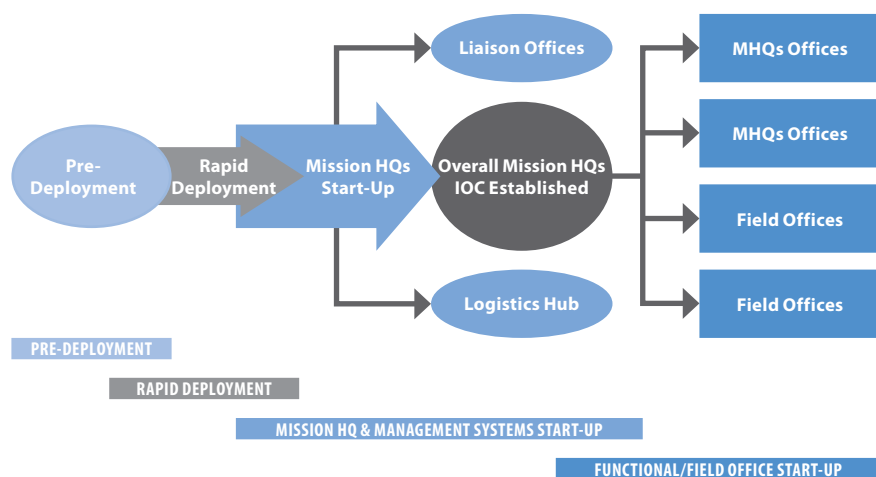 Pre-
Deployment
Rapid
Deployment
Mission HQs
Start-Up
Liaison Offices
Overall Mission HQs
IOC Established
Logistics Hub
MHQs Offices
MHQs Offices
Field Offices
Field Offices
PRE-DEPLOYMENT
RAPID DEPLOYMENT
MISSION HQ & MANAGEMENT SYSTEMS START-UP
FUNCTIONAL/FIELD OFFICE START-UP